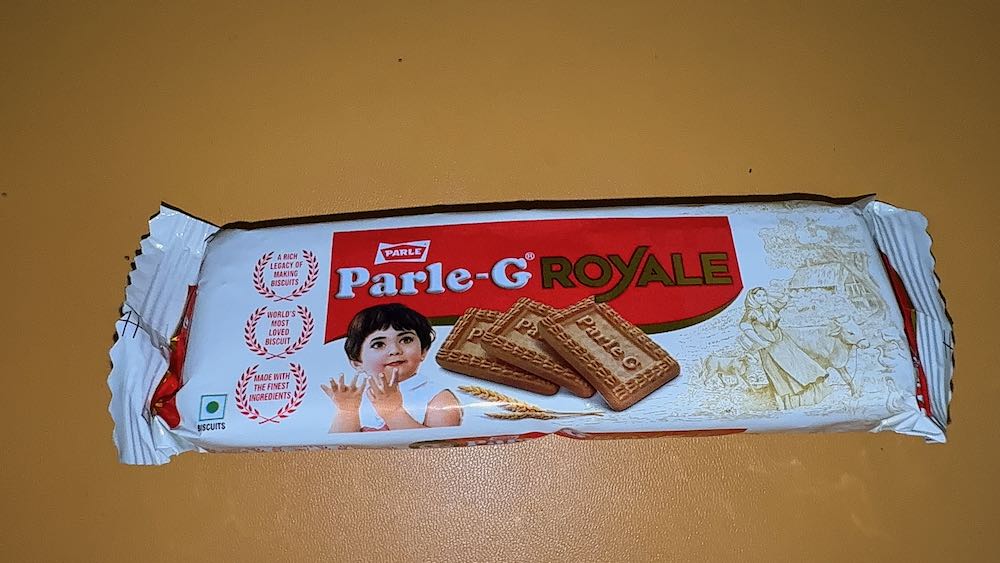 A RICH
LEGACY OF
MAKING
BISCUITS
WORLD'S
MOST
LOVED
BISCUIT
MADE WITH
THE FINEST
INGREDIENTS
BISCUITS
PARLE
Parle-G® ROYALE
P
Pa
Parle G